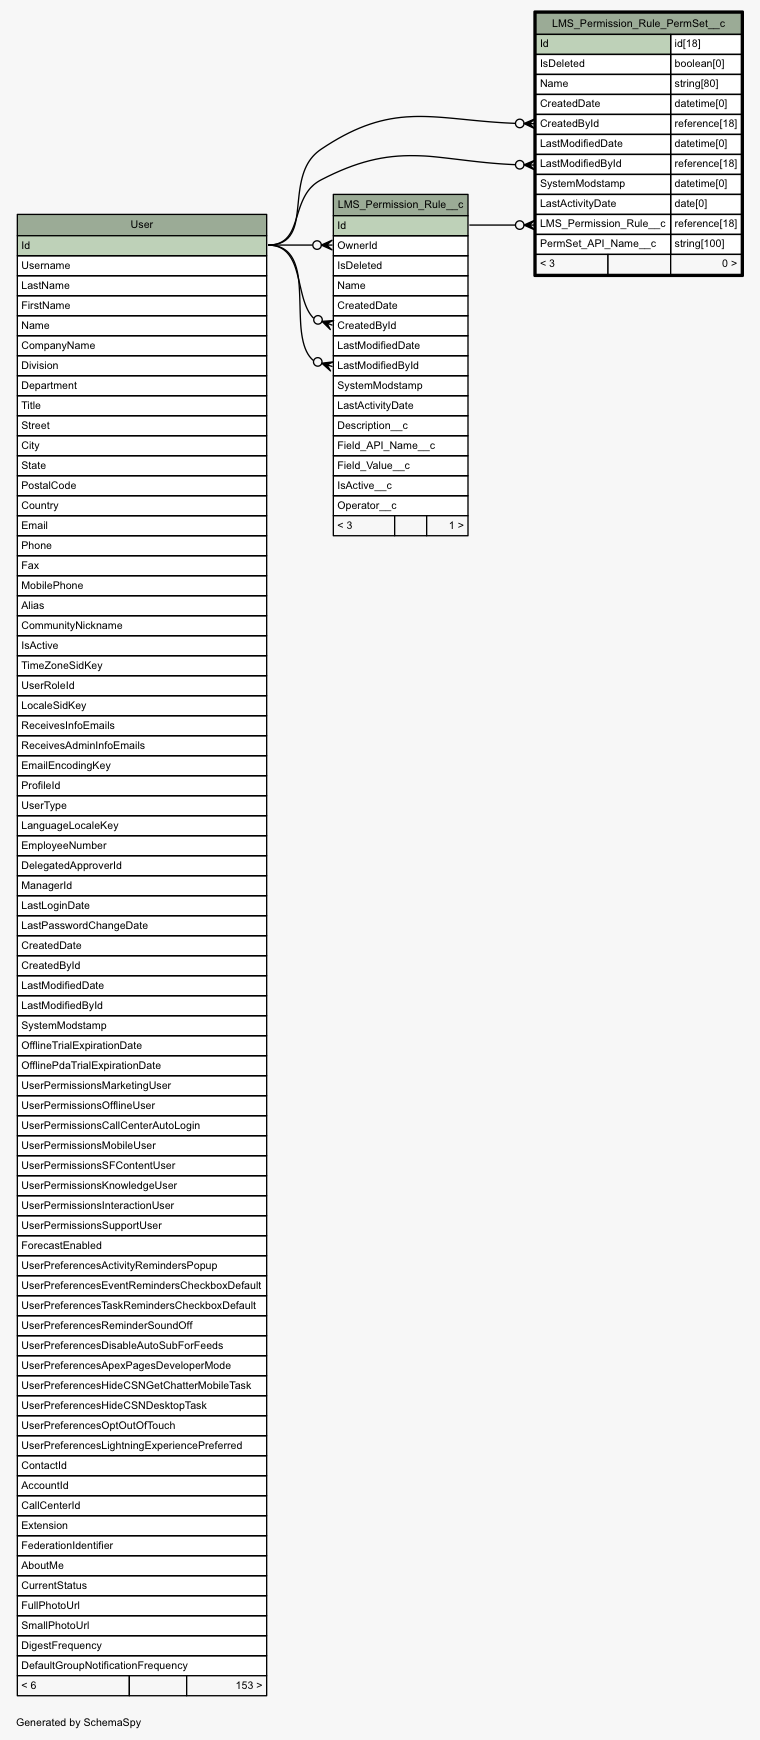 LMS_Permission_Rule_PermSet__c
Id id[18]
IsDeleted boolean[0]
Name string[80]
CreatedDate datetime[0]
CreatedById reference[18]
LastModifiedDate datetime[0]
LastModifiedById reference[18]
SystemModstamp datetime[0]
LastActivityDate date[0]
LMS_Permission_Rule__c reference[18]
PermSet_API_Name__c string[100]
< 3 0 >
LMS_Permission_Rule__c
Id
OwnerId
IsDeleted
Name
CreatedDate
CreatedById
LastModifiedDate
LastModifiedById
SystemModstamp
LastActivityDate
Description__c
Field_API_Name__c
Field_Value__c
IsActive__c
Operator__c
< 3 1 >
User
Id
Username
LastName
FirstName
Name
CompanyName
Division
Department
Title
Street
City
State
PostalCode
Country
Email
Phone
Fax
MobilePhone
Alias
CommunityNickname
IsActive
TimeZoneSidKey
UserRoleId
LocaleSidKey
ReceivesInfoEmails
ReceivesAdminInfoEmails
EmailEncodingKey
ProfileId
UserType
LanguageLocaleKey
EmployeeNumber
DelegatedApproverId
ManagerId
LastLoginDate
LastPasswordChangeDate
CreatedDate
CreatedById
LastModifiedDate
LastModifiedById
SystemModstamp
OfflineTrialExpirationDate
OfflinePdaTrialExpirationDate
UserPermissionsMarketingUser
UserPermissionsOfflineUser
UserPermissionsCallCenterAutoLogin
UserPermissionsMobileUser
UserPermissionsSFContentUser
UserPermissionsKnowledgeUser
UserPermissionsInteractionUser
UserPermissionsSupportUser
ForecastEnabled
UserPreferencesActivityRemindersPopup
UserPreferencesEventRemindersCheckboxDefault
UserPreferencesTaskRemindersCheckboxDefault
UserPreferencesReminderSoundOff
UserPreferencesDisableAutoSubForFeeds
UserPreferencesApexPagesDeveloperMode
UserPreferencesHideCSNGetChatterMobileTask
UserPreferencesHideCSNDesktopTask
UserPreferencesOptOutOfTouch
UserPreferencesLightningExperiencePreferred
ContactId
AccountId
CallCenterId
Extension
FederationIdentifier
AboutMe
CurrentStatus
FullPhotoUrl
SmallPhotoUrl
DigestFrequency
DefaultGroupNotificationFrequency
< 6 153 >
Generated by SchemaSpy